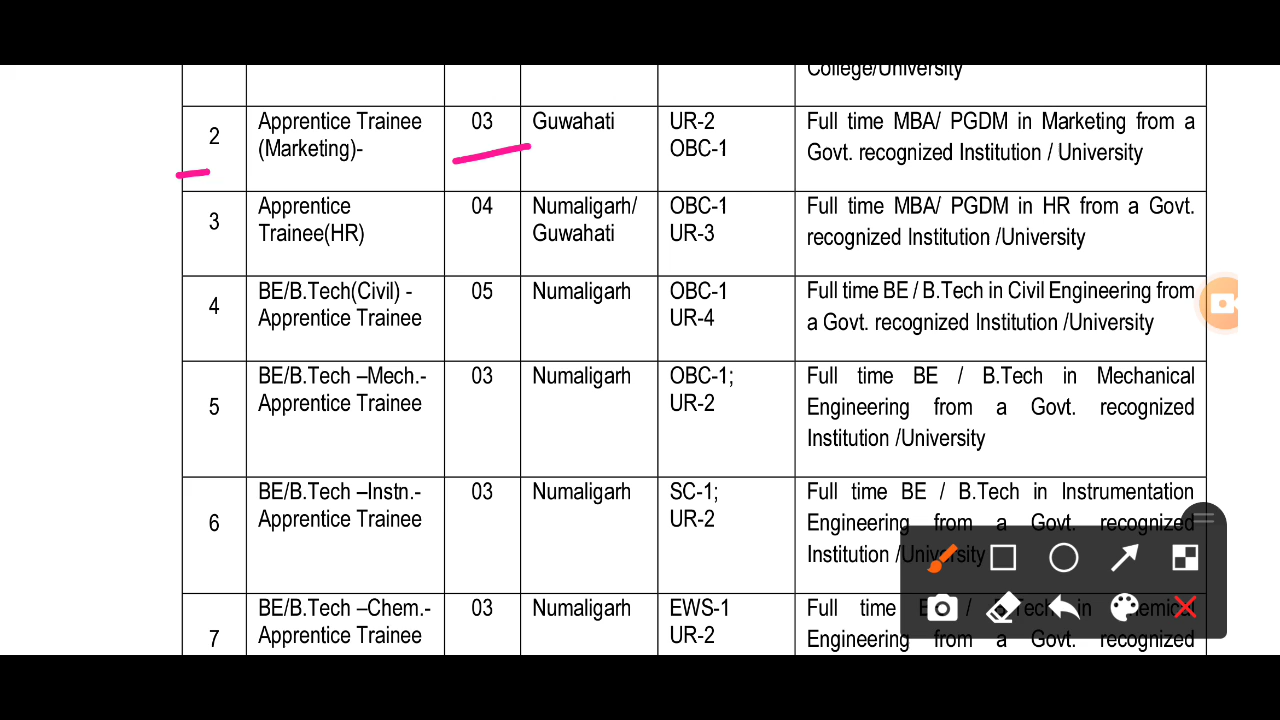 College/University
2
Apprentice Trainee
(Marketing)-
03
Guwahati
UR-2
OBC-1
Full time MBA/ PGDM in Marketing from a
Govt. recognized Institution / University
3
Apprentice
Trainee(HR)
04
Numaligarh/
Guwahati
OBC-1
UR-3
Full time MBA/ PGDM in HR from a Govt.
recognized Institution /University
4
BE/B.Tech(Civil) -
Apprentice Trainee
05
Numaligarh
OBC-1
UR-4
Full time BE / B.Tech in Civil Engineering from
a Govt. recognized Institution /University
5
BE/B.Tech –Mech.-
Apprentice Trainee
03
Numaligarh
OBC-1;
UR-2
Full time BE / B.Tech in Mechanical
Engineering from a Govt. recognized
Institution /University
6
BE/B.Tech –Instn.-
Apprentice Trainee
03
Numaligarh
SC-1;
UR-2
Full time BE / B.Tech in Instrumentation
Engineering from a Govt. recognized
Institution /University
7
BE/B.Tech –Chem.-
Apprentice Trainee
03
Numaligarh
EWS-1
UR-2
Full time BE / B.Tech in Chemical
Engineering from a Govt. recognized